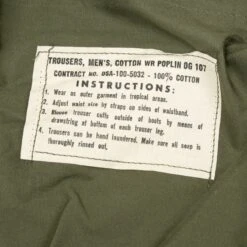 TROUSERS, MEN'S, COTTON WR POPLIN OG 107
CONTRACT NO. DSA-100-5032 - 100% COTTON
INSTRUCTIONS:
1. Wear as outer garment in tropical areas.
2. Adjust waist size by straps on sides of waistband.
3. trouser cuffs outside of boots by means of
drawstring at bottom of each trouser leg.
4. Trousers can be hand laundered. Make sure all soap is
thoroughly rinsed out.